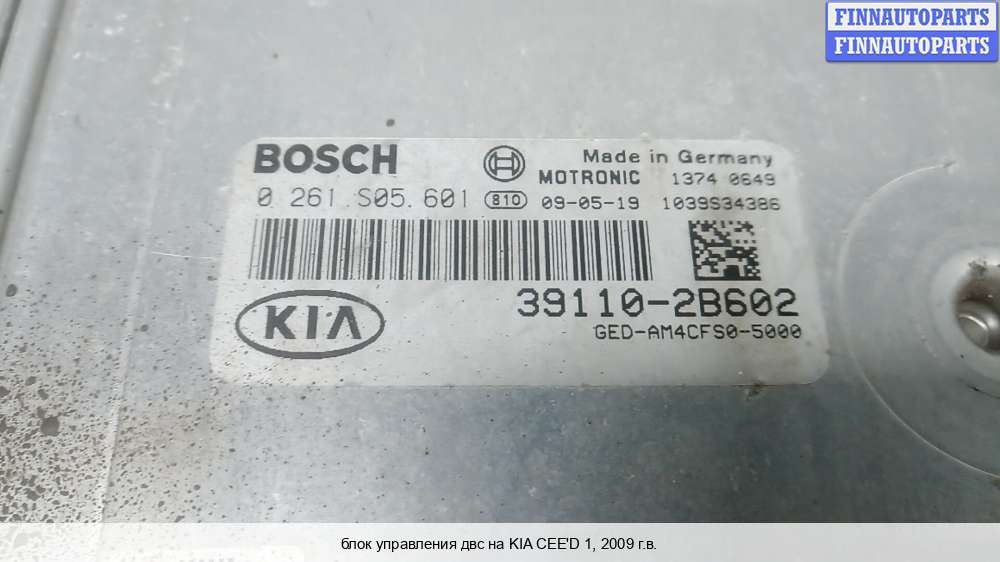 FINNAUTOPARTS
FINNAUTOPARTS
BOSCH
Made in Germany
MOTRONIC 1374 0649
0 261 S05 601 810 09-05-19 1039S34386
KIA
39110-2B602
GED-AM4CFS0-5000
блок управления двс на KIA CEE'D 1, 2009 г.в.